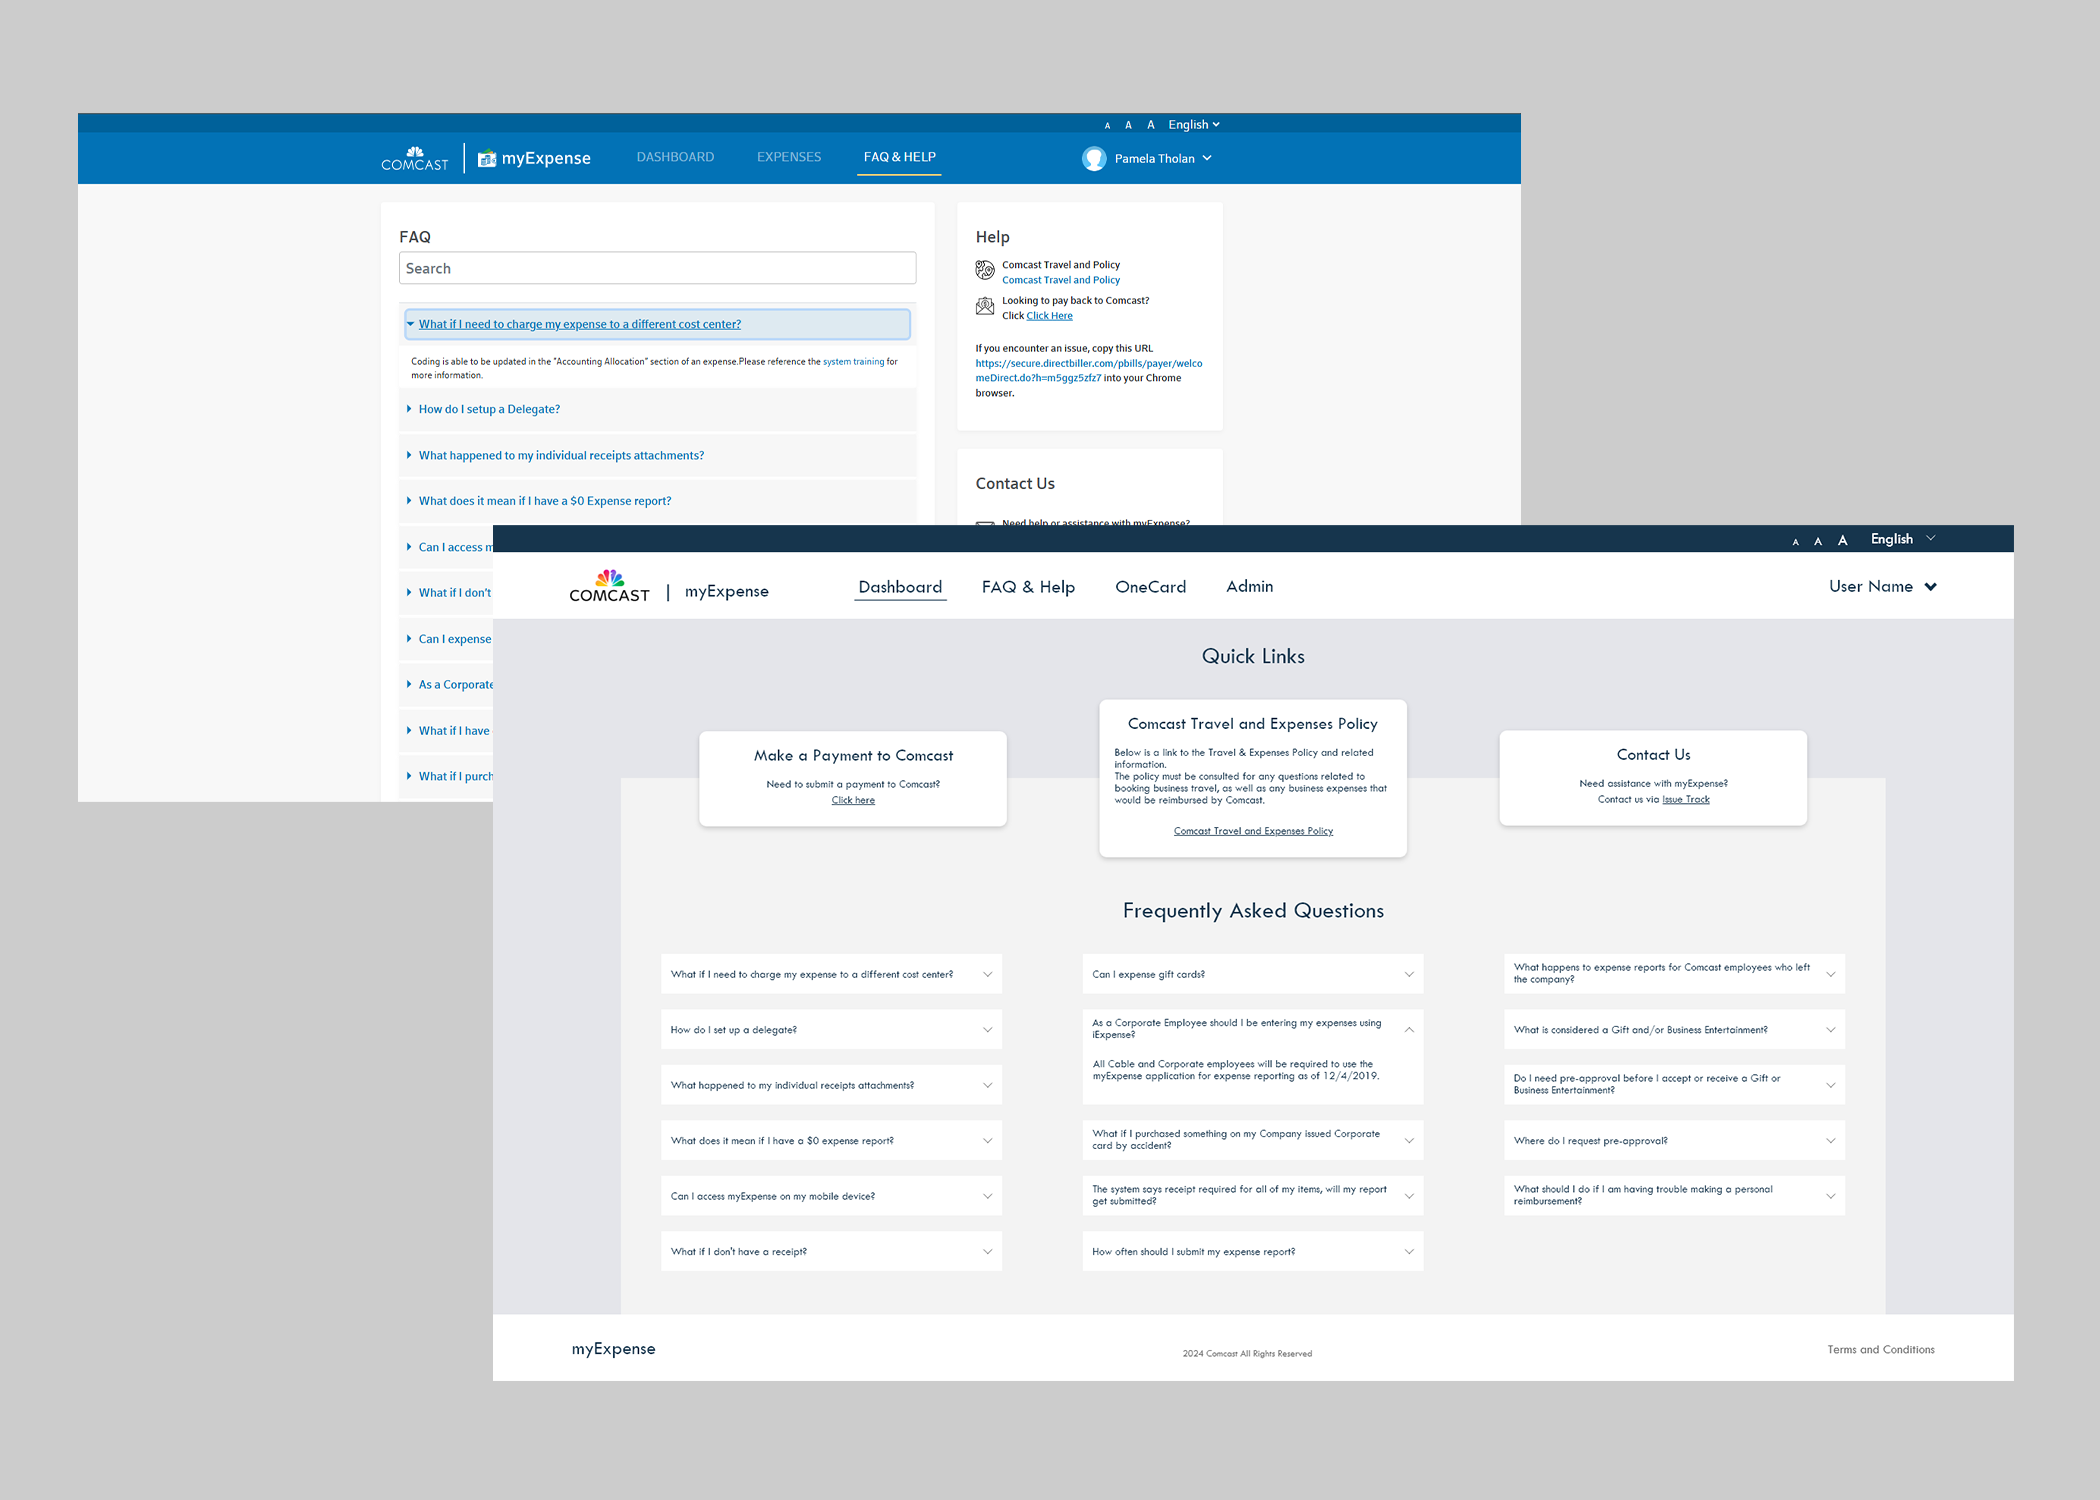 A A A English
COMCAST myExpense DASHBOARD EXPENSES FAQ & HELP Pamela Tholan
FAQ
Search
What if I need to charge my expense to a different cost center?
Coding is able to be updated in the "Accounting Allocation" section of an expense.Please reference the system training for
more information.
How do I setup a Delegate?
What happened to my individual receipts attachments?
What does it mean if I have a $0 Expense report?
Can I access
What if I don't
Can I expense
As a Corporate
What if I have
What if I purch
Help
Comcast Travel and Policy
Comcast Travel and Policy
Looking to pay back to Comcast?
Click Click Here
If you encounter an issue, copy this URL
https://secure.directbiller.com/pbills/payer/welco
meDirect.do?h=m5ggz5zfz7 into your Chrome
browser.
Contact Us
Need help or assistance with myExpense?
A A A English
COMCAST | myExpense Dashboard FAQ & Help OneCard Admin User Name
Quick Links
Make a Payment to Comcast
Need to submit a payment to Comcast?
Click here
Comcast Travel and Expenses Policy
Below is a link to the Travel & Expenses Policy and related
information.
The policy must be consulted for any questions related to
booking business travel, as well as any business expenses that
would be reimbursed by Comcast.
Comcast Travel and Expenses Policy
Contact Us
Need assistance with myExpense?
Contact us via Issue Track
Frequently Asked Questions
What if I need to charge my expense to a different cost center?
How do I set up a delegate?
What happened to my individual receipts attachments?
What does it mean if I have a $0 expense report?
Can I access myExpense on my mobile device?
What if I don't have a receipt?
Can I expense gift cards?
As a Corporate Employee should I be entering my expenses using
iExpense?
All Cable and Corporate employees will be required to use the
myExpense application for expense reporting as of 12/4/2019.
What if I purchased something on my Company issued Corporate
card by accident?
The system says receipt required for all of my items, will my report
get submitted?
How often should I submit my expense report?
What happens to expense reports for Comcast employees who left
the company?
What is considered a Gift and/or Business Entertainment?
Do I need pre-approval before I accept or receive a Gift or
Business Entertainment?
Where do I request pre-approval?
What should I do if I am having trouble making a personal
reimbursement?
myExpense
2024 Comcast All Rights Reserved
Terms and Conditions